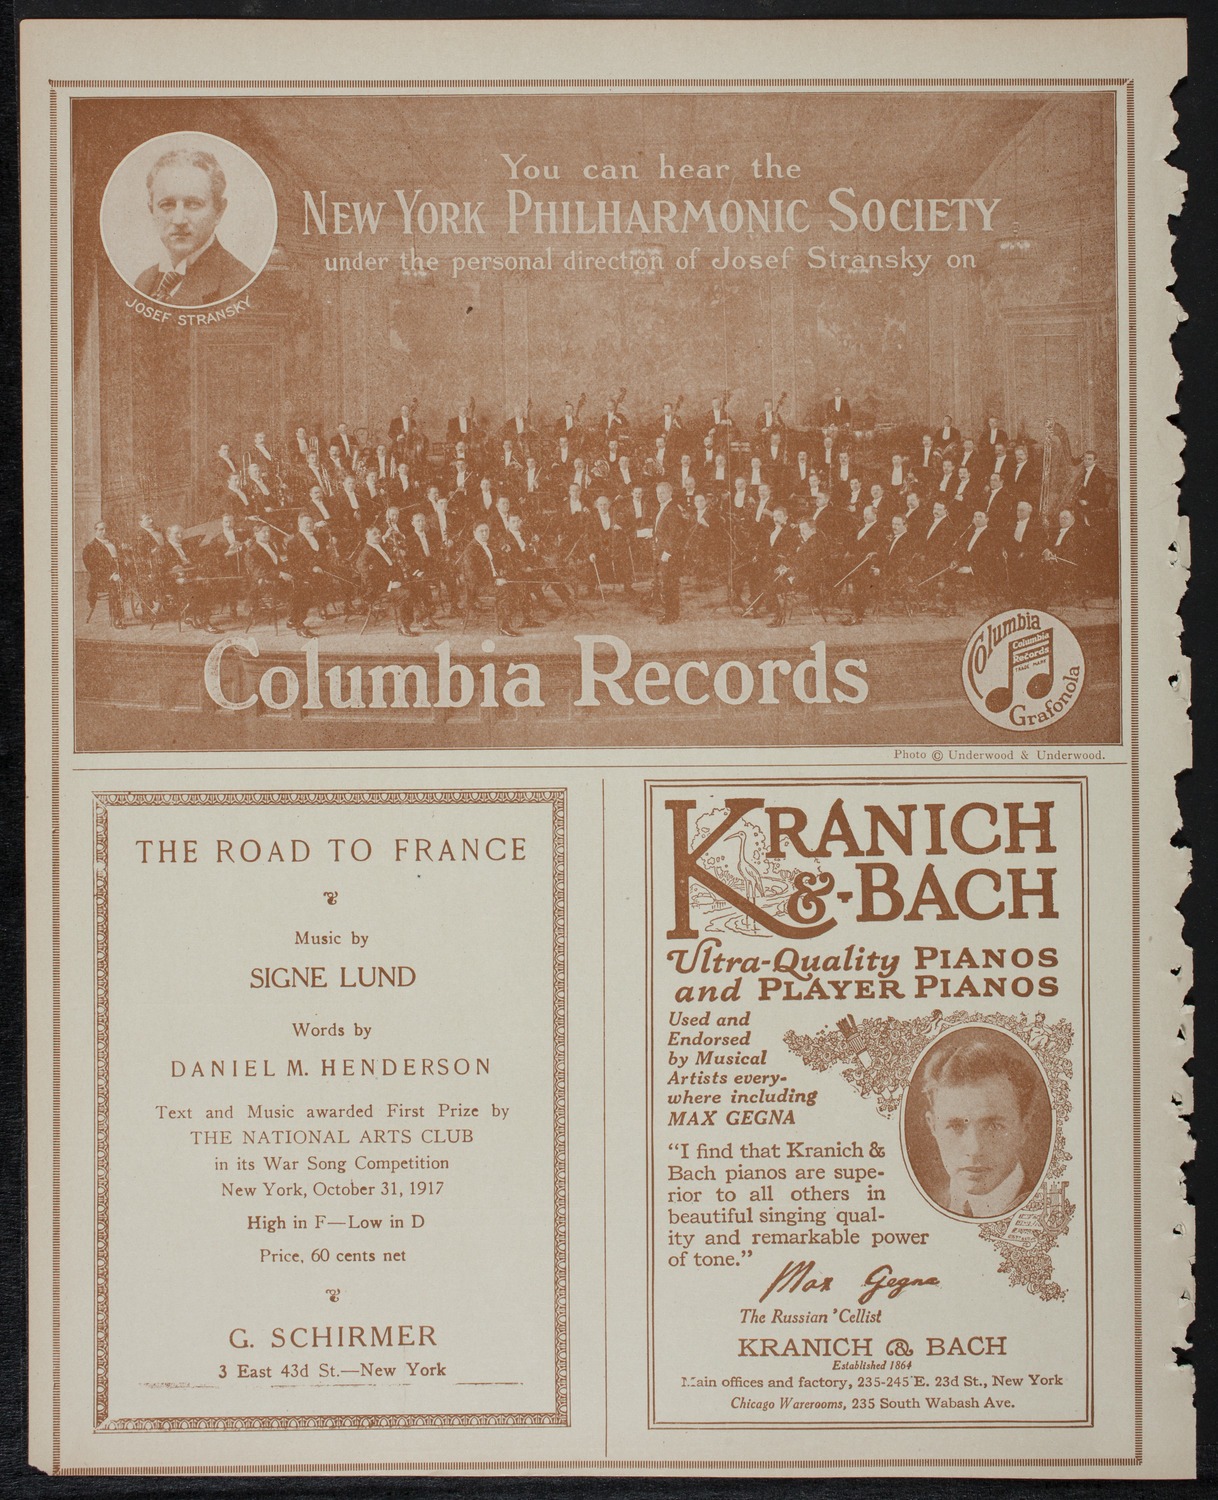 You can hear the
NEW YORK PHILHARMONIC SOCIETY
under the personal direction of Josef Stransky on
JOSEF STRANSKY
Columbia Records
Columbia
Columbia
Records
TRADE MARK
Grafonola
Photo © Underwood & Underwood.
THE ROAD TO FRANCE
Music by
SIGNE LUND
Words by
DANIEL M. HENDERSON
Text and Music awarded First Prize by
THE NATIONAL ARTS CLUB
in its War Song Competition
New York, October 31, 1917
High in F—Low in D
Price, 60 cents net
G. SCHIRMER
3 East 43d St.—New York
KRANICH
&-BACH
Ultra-Quality PIANOS
and PLAYER PIANOS
Used and
Endorsed
by Musical
Artists every-
where including
MAX GEGNA
“I find that Kranich &
Bach pianos are supe-
rior to all others in
beautiful singing qual-
ity and remarkable power
of tone.”
Max Gegna
The Russian 'Cellist
KRANICH & BACH
Established 1864
Main offices and factory, 235-245 E. 23d St., New York
Chicago Warerooms, 235 South Wabash Ave.